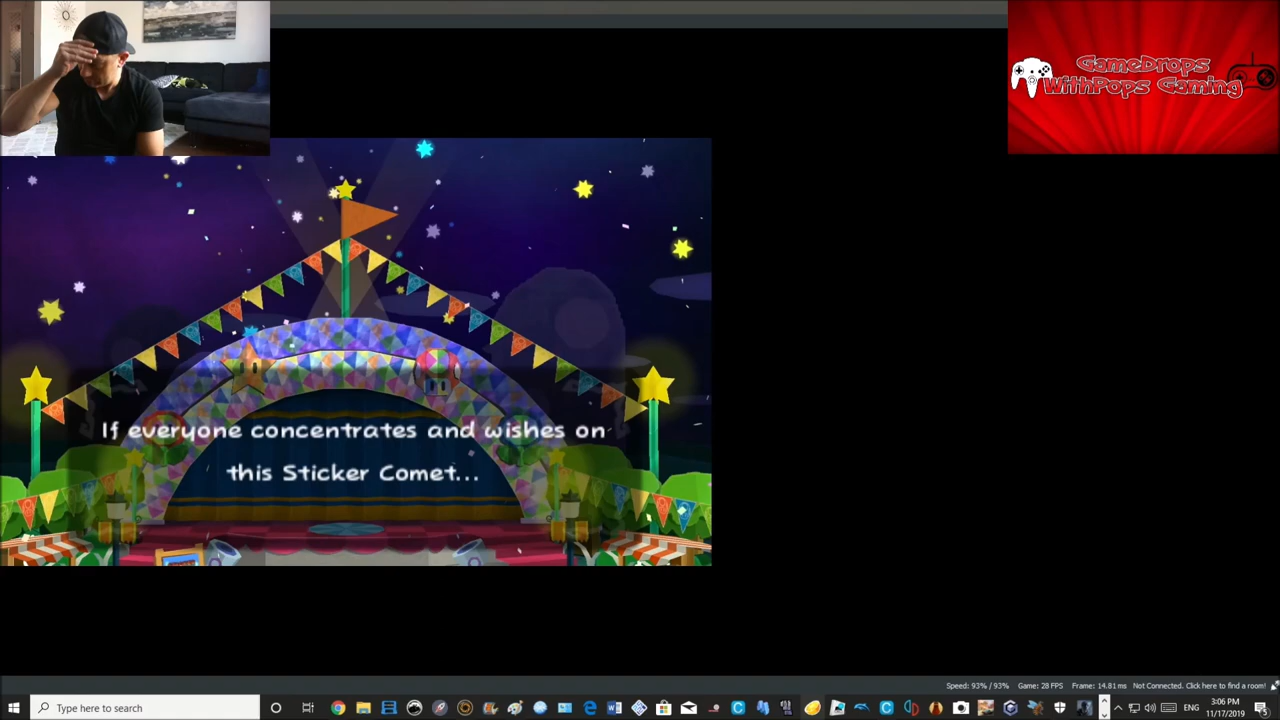 GameDrops
WithPops Gaming
If everyone concentrates and wishes on
this Sticker Comet...
Speed: 93% / 93%
Game: 28 FPS
Frame: 14.81 ms
Not Connected. Click here to find a room!
Type here to search
ENG
3:06 PM
11/17/2019